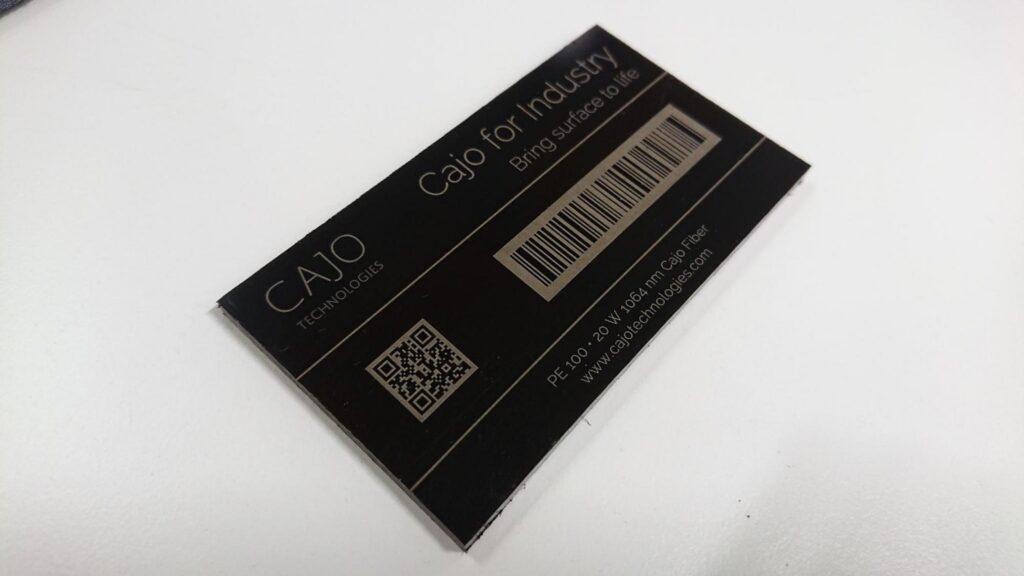 CAJO
TECHNOLOGIES
Cajo for Industry
Bring surface to life
PE 100 • 20 W 1064 nm Cajo Fiber
www.cajotechnologies.com